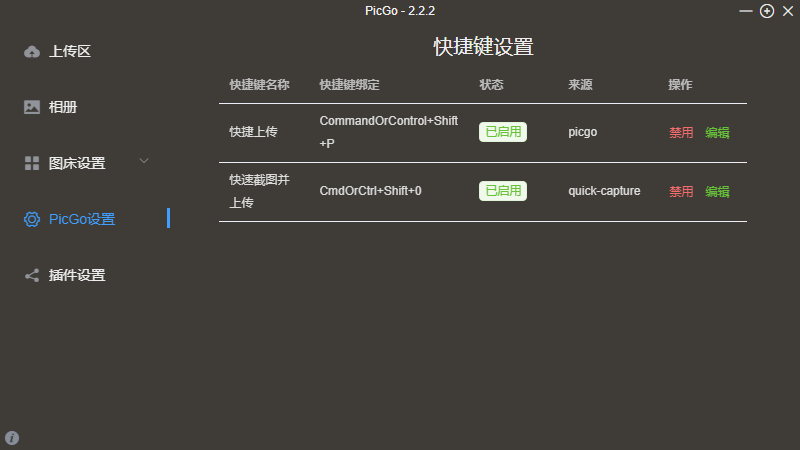 PicGo - 2.2.2
上传区
相册
图床设置
PicGo设置
插件设置
快捷键设置
快捷键名称 快捷键绑定 状态 来源 操作
快捷上传 CommandOrControl+Shift+P 已启用 picgo 禁用 编辑
快速截图并上传 CmdOrCtrl+Shift+0 已启用 quick-capture 禁用 编辑